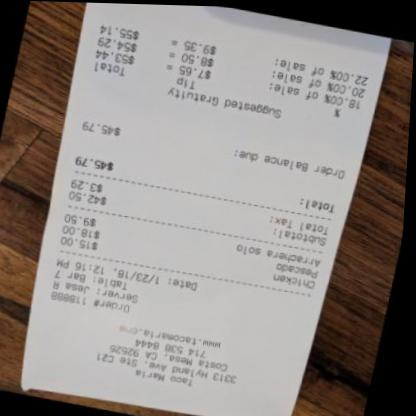 Taco Maria
3313 Hyland Ave. Ste C21
Costa Mesa, CA 92626
714 538 8444
www.tacomaria.com
Order# 118888
Server: Jesa R
Table: Bar 7
Date: 1/23/18, 12:16 PM
Chicken $15.00
Pescado $18.00
Arrachera solo $9.50
Subtotal: $42.50
Total Tax: $3.29
Total: $45.79
Order Balance due: $45.79
Suggested Gratuity
% Tip Total
18.00% of sale: $7.65 = $53.44
20.00% of sale: $8.50 = $54.29
22.00% of sale: $9.35 = $55.14